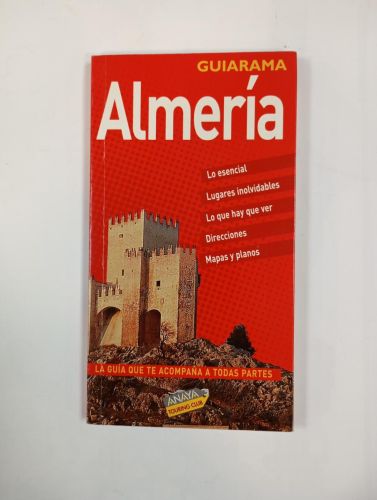 GUIARAMA
Almería
Lo esencial
Lugares inolvidables
Lo que hay que ver
Direcciones
Mapas y planos
LA GUÍA QUE TE ACOMPAÑA A TODAS PARTES
ANAYA
TOURING CLUB